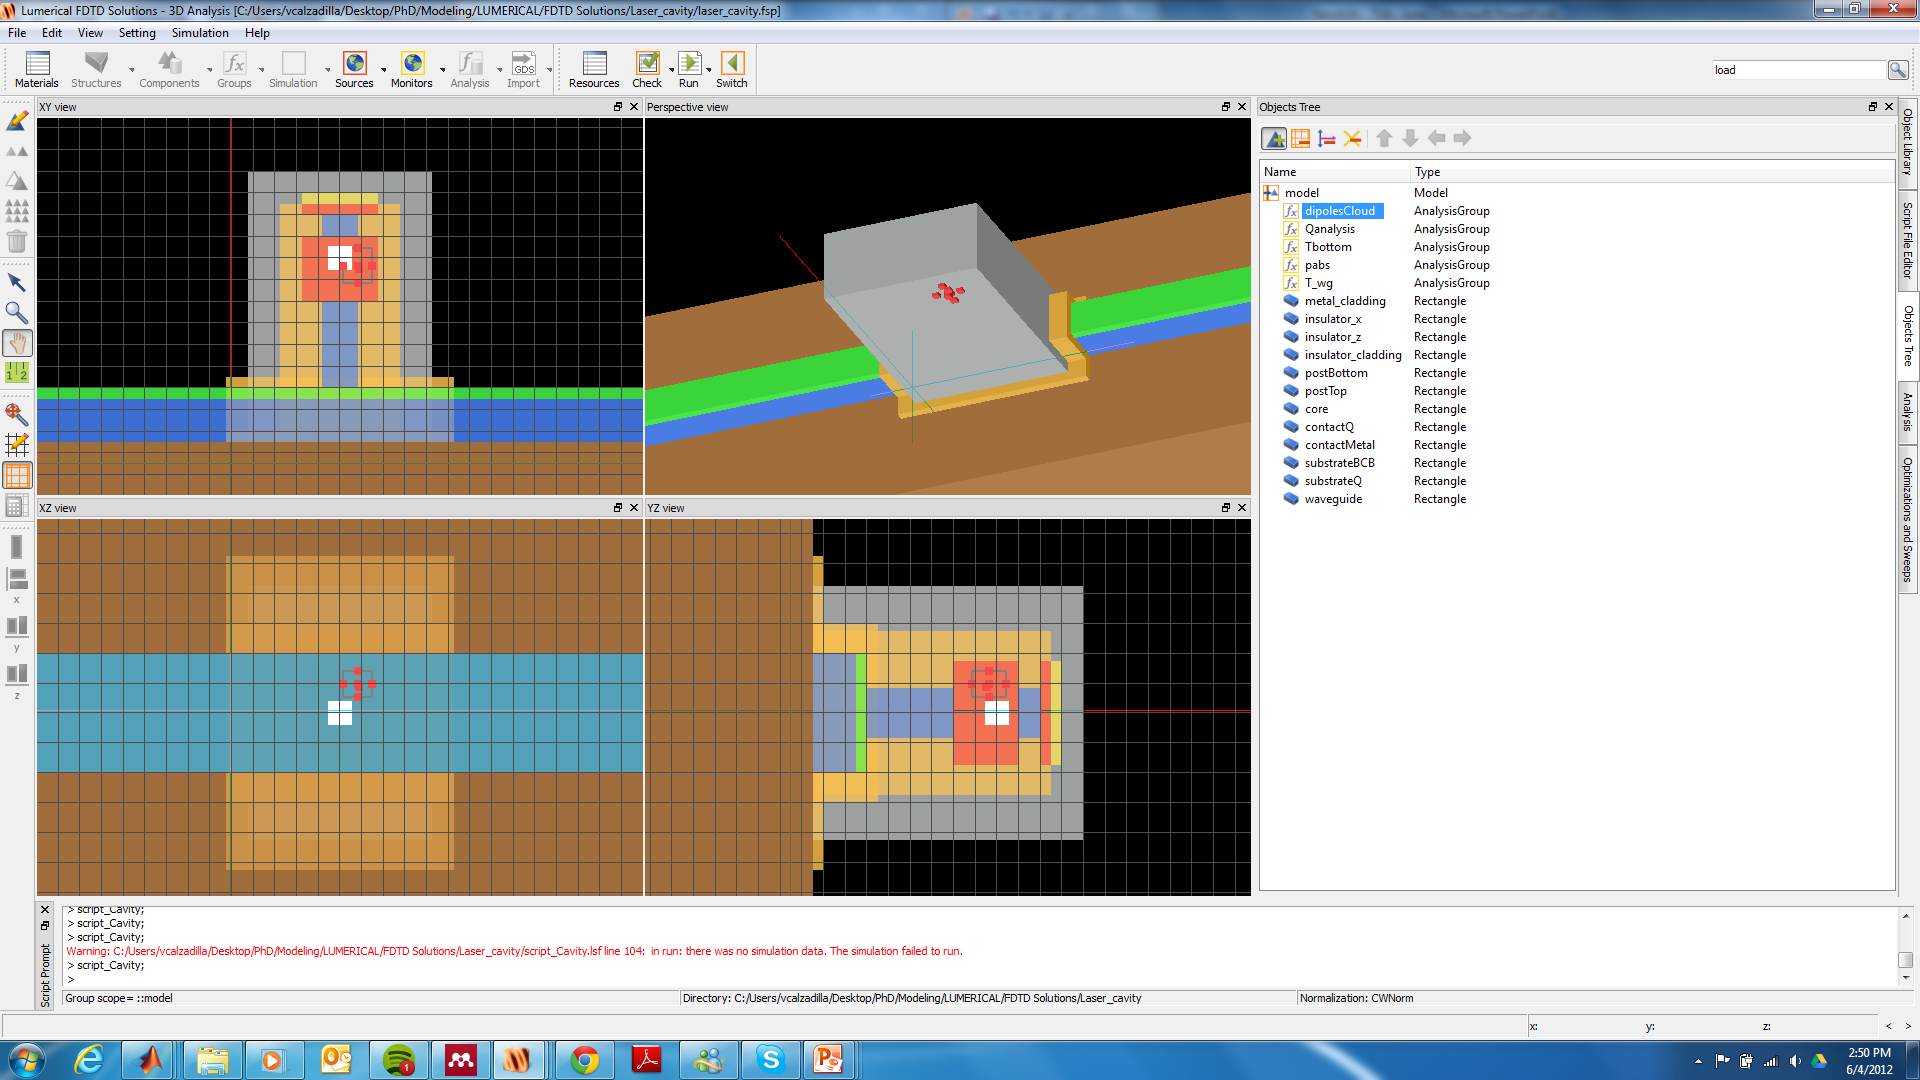 Lumerical FDTD Solutions - 3D Analysis [C:/Users/vcalzadilla/Desktop/PhD/Modeling/LUMERICAL/FDTD Solutions/Laser_cavity/laser_cavity.fsp]
File Edit View Setting Simulation Help
Materials Structures Components Groups Simulation Sources Monitors Analysis Import Resources Check Run Switch
load
XY view
Perspective view
Objects Tree
Name Type
model Model
dipolesCloud AnalysisGroup
Qanalysis AnalysisGroup
Tbottom AnalysisGroup
pabs AnalysisGroup
T_wg AnalysisGroup
metal_cladding Rectangle
insulator_x Rectangle
insulator_z Rectangle
insulator_cladding Rectangle
postBottom Rectangle
postTop Rectangle
core Rectangle
contactQ Rectangle
contactMetal Rectangle
substrateBCB Rectangle
substrateQ Rectangle
waveguide Rectangle
Object Library
Script File Editor
Objects Tree
Analysis
Optimizations and Sweeps
1 2
GDS
x
y
z
XZ view
YZ view
Script Prompt
> script_Cavity;
> script_Cavity;
> script_Cavity;
Warning: C:/Users/vcalzadilla/Desktop/PhD/Modeling/LUMERICAL/FDTD Solutions/Laser_cavity/script_Cavity.lsf line 104: in run: there was no simulation data. The simulation failed to run.
> script_Cavity;
>
Group scope= ::model
Directory: C:/Users/vcalzadilla/Desktop/PhD/Modeling/LUMERICAL/FDTD Solutions/Laser_cavity
Normalization: CWNorm
x: y: z:
2:50 PM
6/4/2012